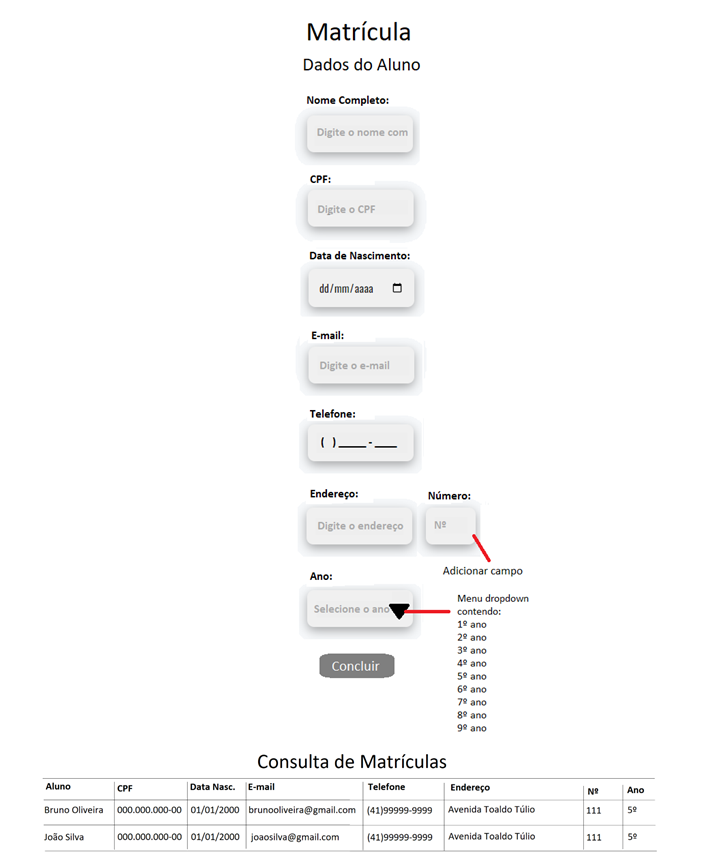 Matrícula
Dados do Aluno
Nome Completo:
Digite o nome com
CPF:
Digite o CPF
Data de Nascimento:
dd/mm/aaaa
E-mail:
Digite o e-mail
Telefone:
( ) _____ - ____
Endereço: Número:
Digite o endereço Nº
Adicionar campo
Ano:
Selecione o ano
Menu dropdown
contendo:
1º ano
2º ano
3º ano
4º ano
5º ano
6º ano
7º ano
8º ano
9º ano
Concluir
Consulta de Matrículas
Aluno CPF Data Nasc. E-mail Telefone Endereço Nº Ano
Bruno Oliveira 000.000.000-00 01/01/2000 brunooliveira@gmail.com (41)99999-9999 Avenida Toaldo Túlio 111 5º
João Silva 000.000.000-00 01/01/2000 joaosilva@gmail.com (41)99999-9999 Avenida Toaldo Túlio 111 5º